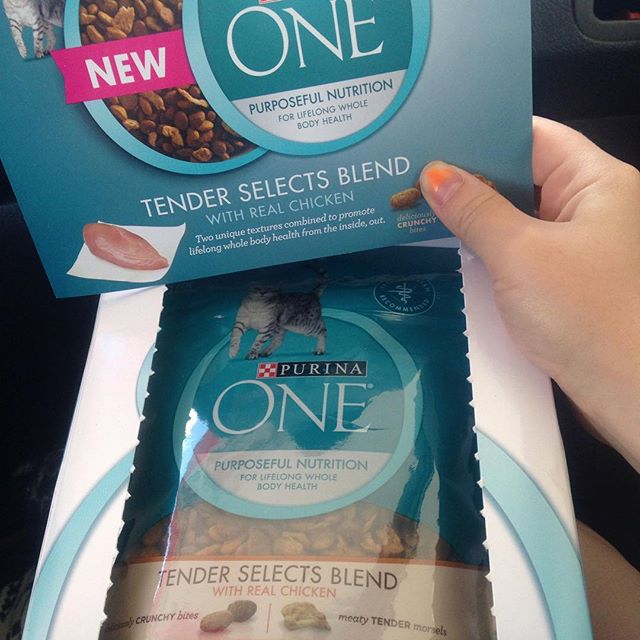 NEW
ONE
PURPOSEFUL NUTRITION
FOR LIFELONG WHOLE
BODY HEALTH
TENDER SELECTS BLEND
WITH REAL CHICKEN
Two unique textures combined to promote
lifelong whole body health from the inside, out.
deliciously
CRUNCHY
bites
RECOMMENDED
PURINA
ONE®
PURPOSEFUL NUTRITION
FOR LIFELONG WHOLE
BODY HEALTH
TENDER SELECTS BLEND
WITH REAL CHICKEN
CRUNCHY bites
meaty TENDER morsels